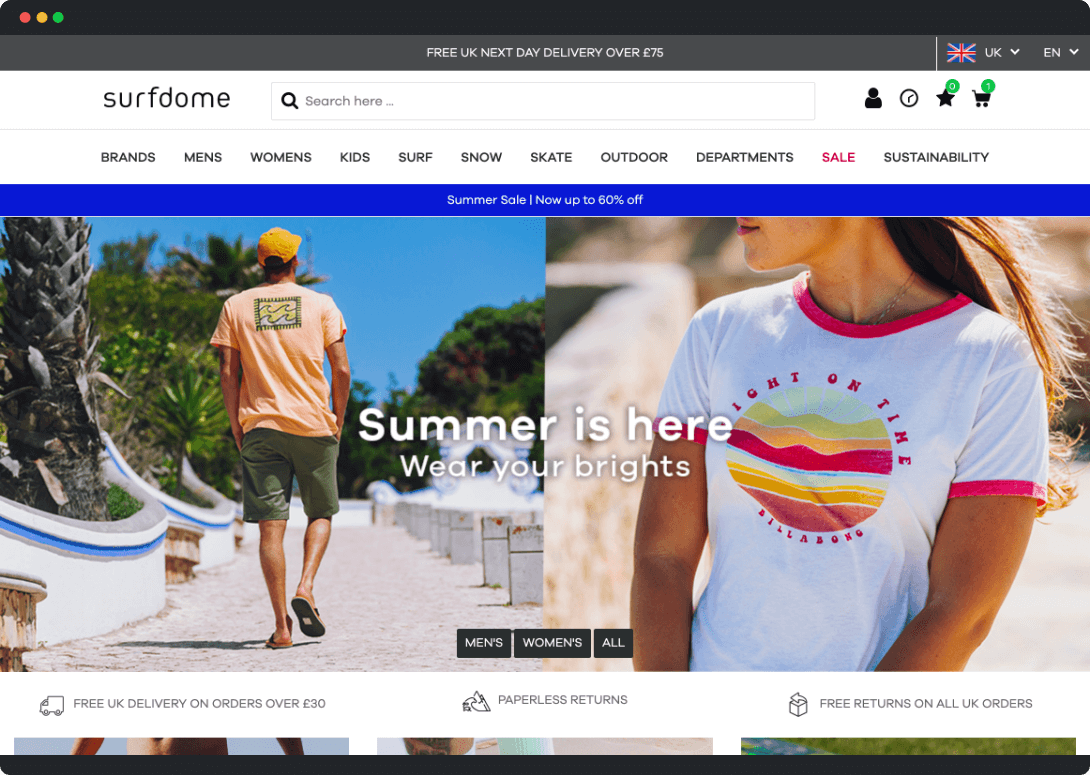 FREE UK NEXT DAY DELIVERY OVER £75
UK
EN
surfdome
Search here ...
0
1
BRANDS MENS WOMENS KIDS SURF SNOW SKATE OUTDOOR DEPARTMENTS SALE SUSTAINABILITY
Summer Sale | Now up to 60% off
IGHT ON TIME
BILLABONG
Summer is here
Wear your brights
MEN'S WOMEN'S ALL
FREE UK DELIVERY ON ORDERS OVER £30
PAPERLESS RETURNS
FREE RETURNS ON ALL UK ORDERS